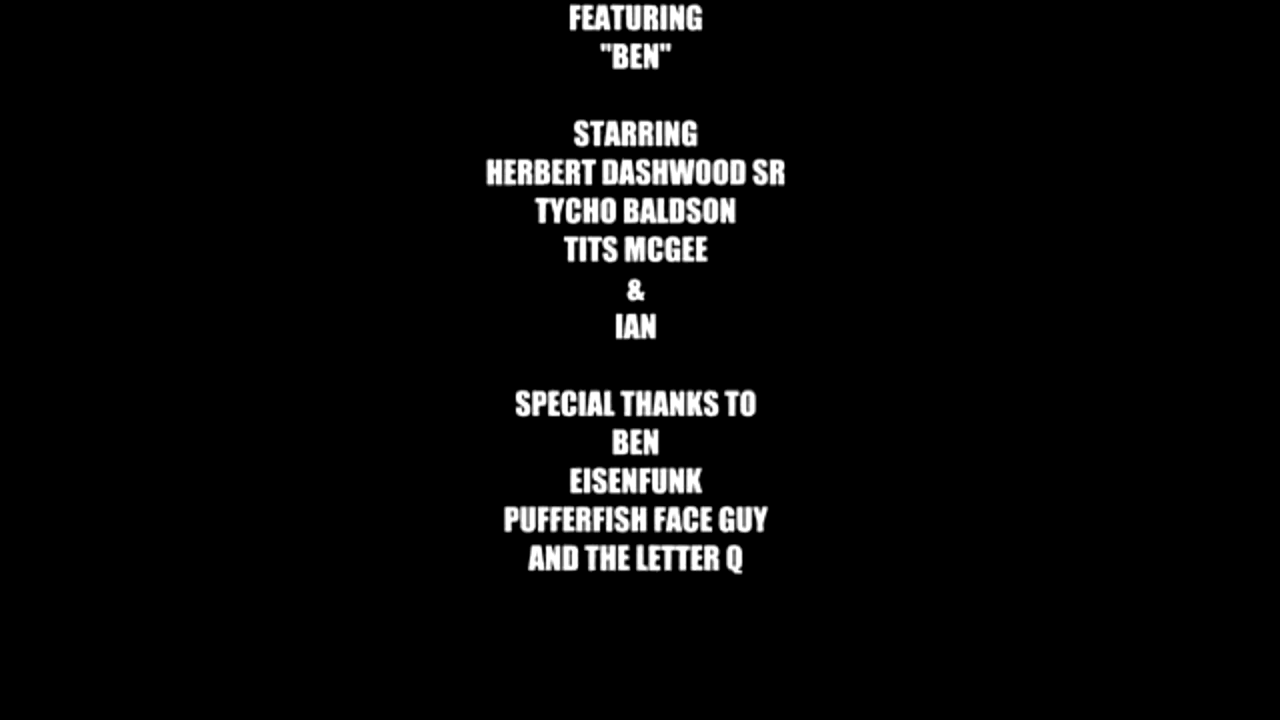 FEATURING
"BEN"
STARRING
HERBERT DASHWOOD SR
TYCHO BALDSON
TITS MCGEE
&
IAN
SPECIAL THANKS TO
BEN
EISENFUNK
PUFFERFISH FACE GUY
AND THE LETTER Q